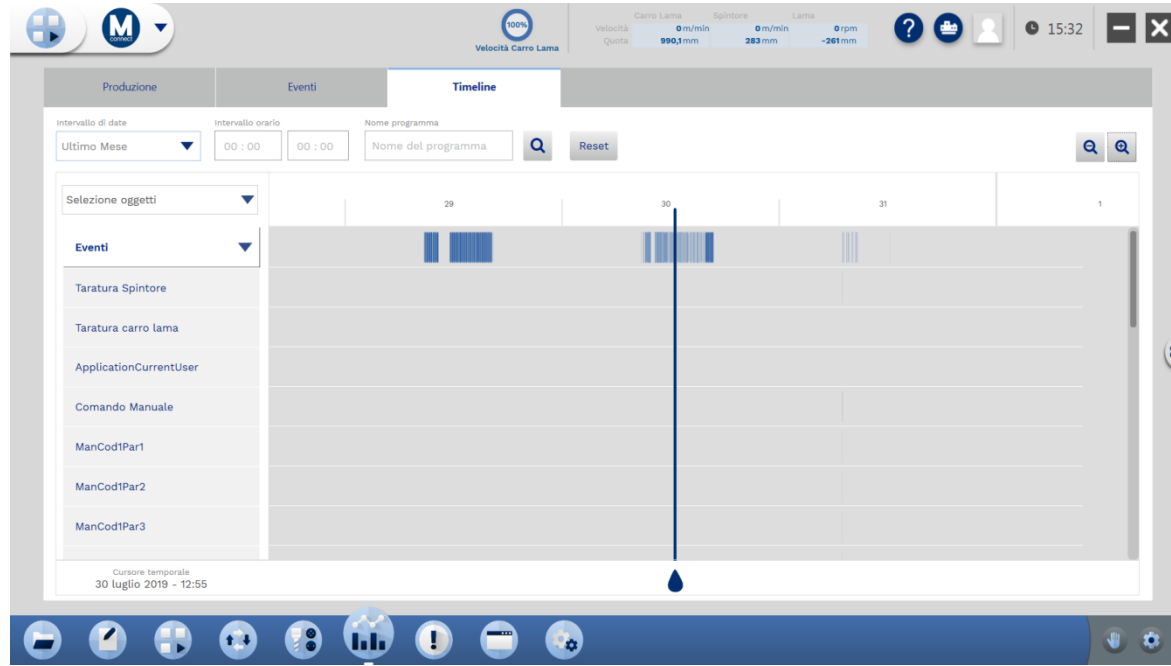 M
connect
100%
Velocità Carro Lama
Carro Lama Spintore Lama
Velocità 0 m/min 0 m/min 0 rpm
Quota 990,1 mm 283 mm -261 mm
?
15:32
Produzione Eventi Timeline
Intervallo di date Intervallo orario Nome programma
Ultimo Mese 00 : 00 00 : 00 Nome del programma Reset
Selezione oggetti
29 30 31 1
Eventi
Taratura Spintore
Taratura carro lama
ApplicationCurrentUser
Comando Manuale
ManCod1Par1
ManCod1Par2
ManCod1Par3
Cursore temporale
30 luglio 2019 - 12:55